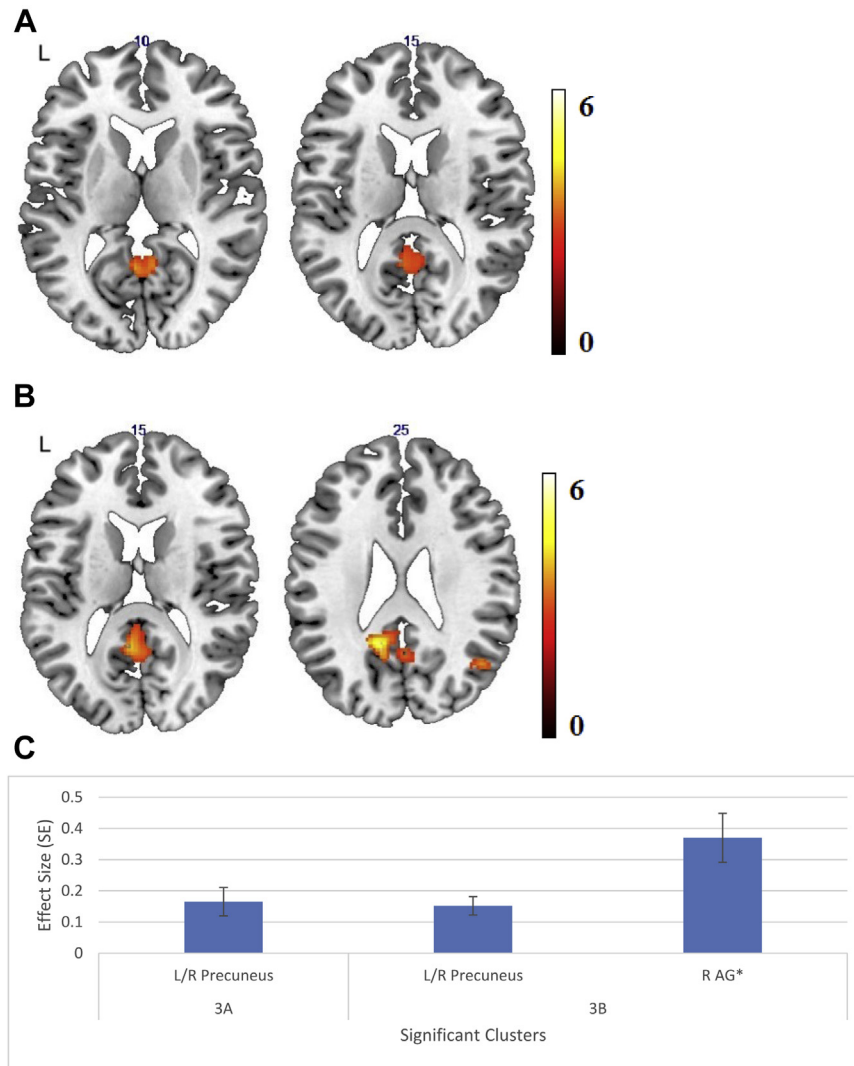 A
L
10
15
6
0
B
L
15
25
6
0
C
0.5
0.4
0.3
0.2
0.1
0
Effect Size (SE)
L/R Precuneus
L/R Precuneus
R AG*
3A
3B
Significant Clusters